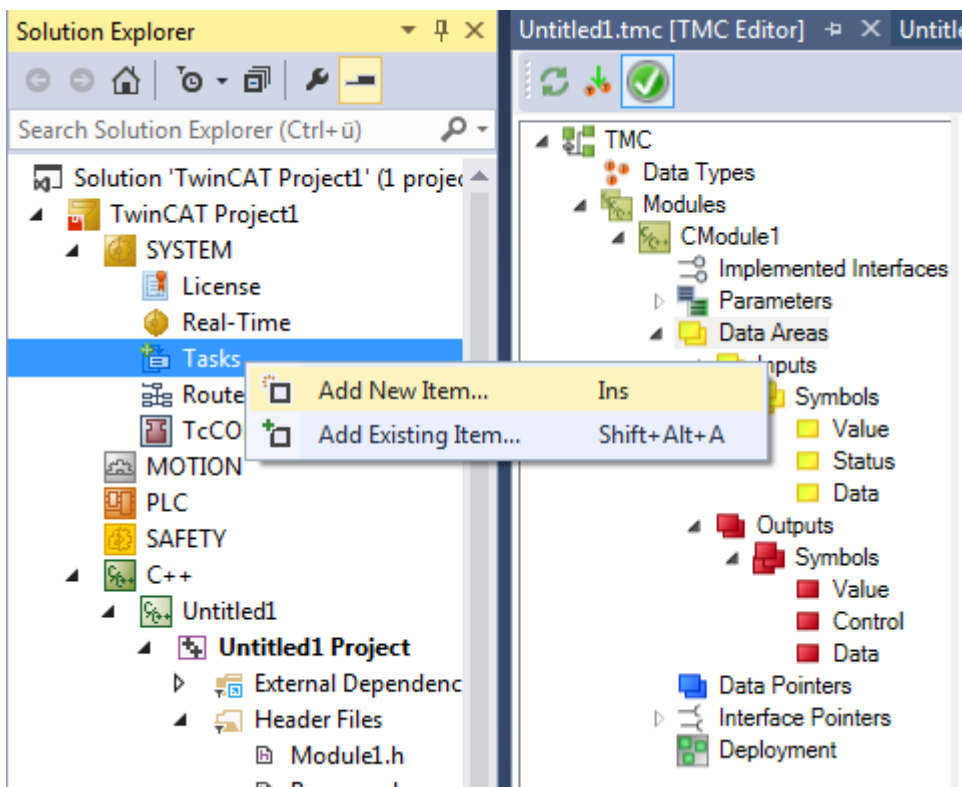 Solution Explorer
Search Solution Explorer (Ctrl+ü)
Solution 'TwinCAT Project1' (1 projec
TwinCAT Project1
SYSTEM
License
Real-Time
Tasks
Route
TcCO
MOTION
PLC
SAFETY
C++
Untitled1
Untitled1 Project
External Dependenc
Header Files
Module1.h
Add New Item... Ins
Add Existing Item... Shift+Alt+A
Untitled1.tmc [TMC Editor] Untitle
TMC
Data Types
Modules
CModule1
Implemented Interfaces
Parameters
Data Areas
Inputs
Symbols
Value
Status
Data
Outputs
Symbols
Value
Control
Data
Data Pointers
Interface Pointers
Deployment